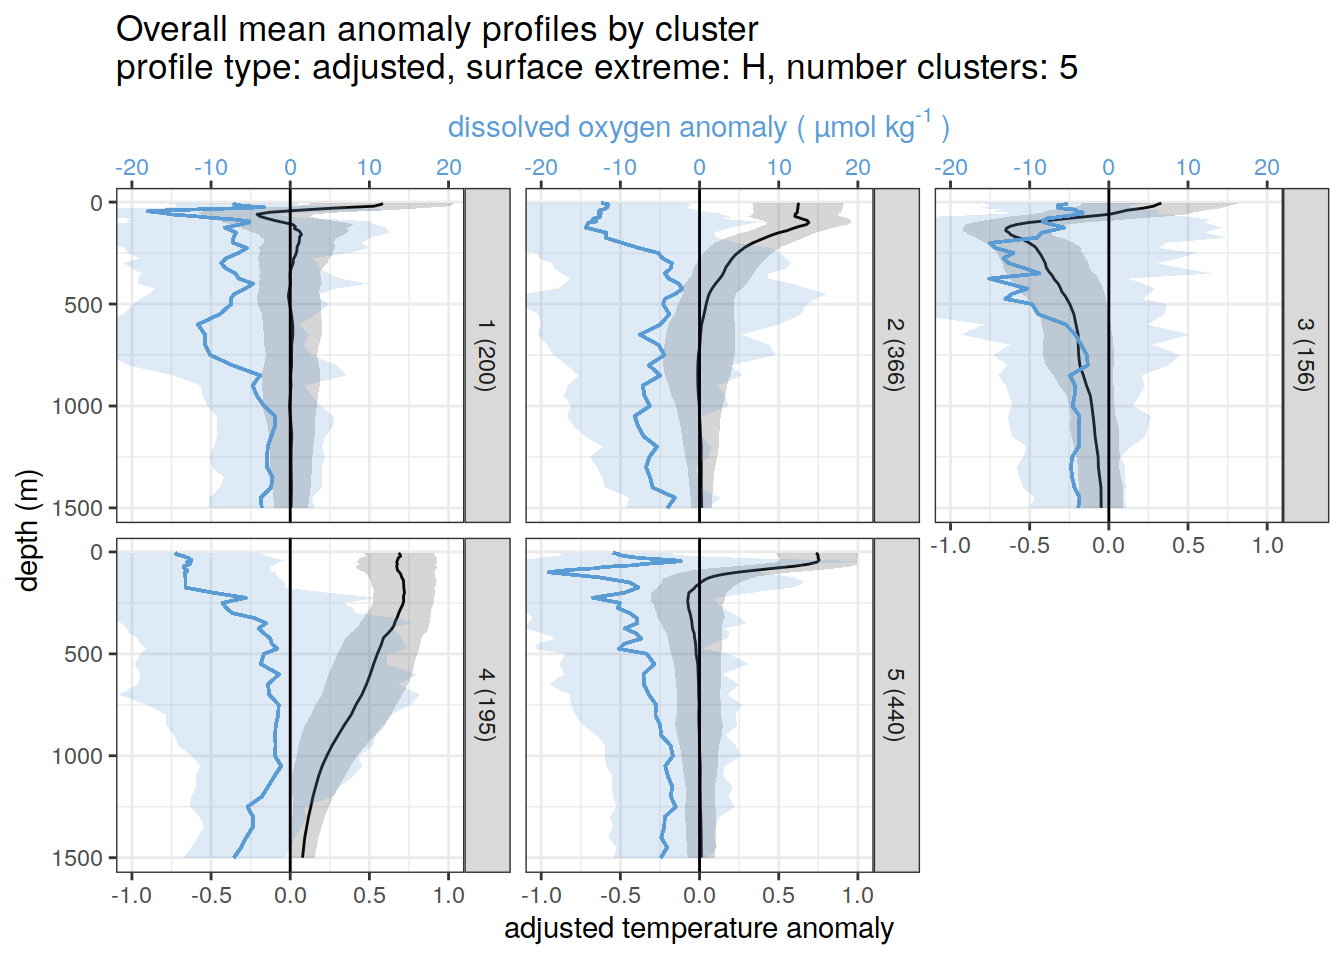 Overall mean anomaly profiles by cluster
profile type: adjusted, surface extreme: H, number clusters: 5
dissolved oxygen anomaly ( µmol kg-1 )
-20 -10 0 10 20 -20 -10 0 10 20 -20 -10 0 10 20
0
500
1000
1500
1 (200)
2 (366)
3 (156)
-1.0 -0.5 0.0 0.5 1.0
depth (m)
0
500
1000
1500
4 (195)
5 (440)
-1.0 -0.5 0.0 0.5 1.0 -1.0 -0.5 0.0 0.5 1.0
adjusted temperature anomaly